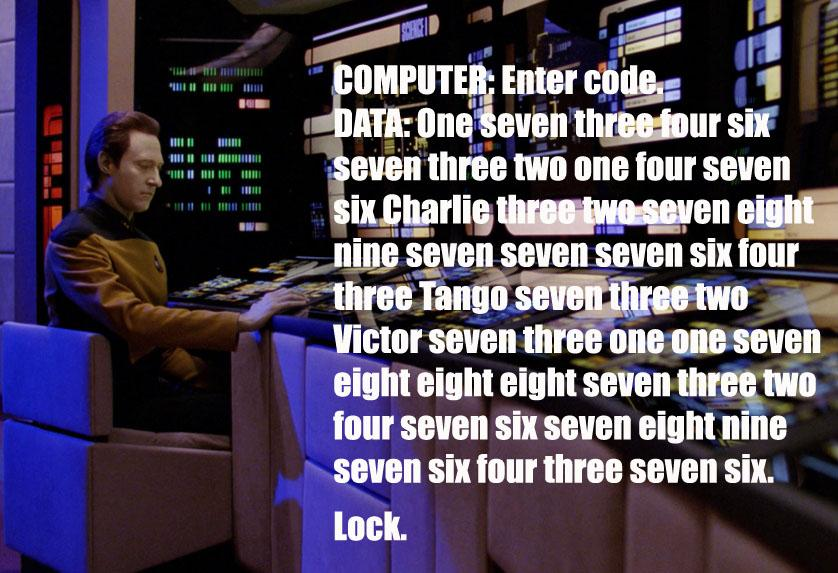 SCIENCE I
COMPUTER: Enter code.
DATA: One seven three four six
seven three two one four seven
six Charlie three two seven eight
nine seven seven seven six four
three Tango seven three two
Victor seven three one one seven
eight eight eight seven three two
four seven six seven eight nine
seven six four three seven six.
Lock.